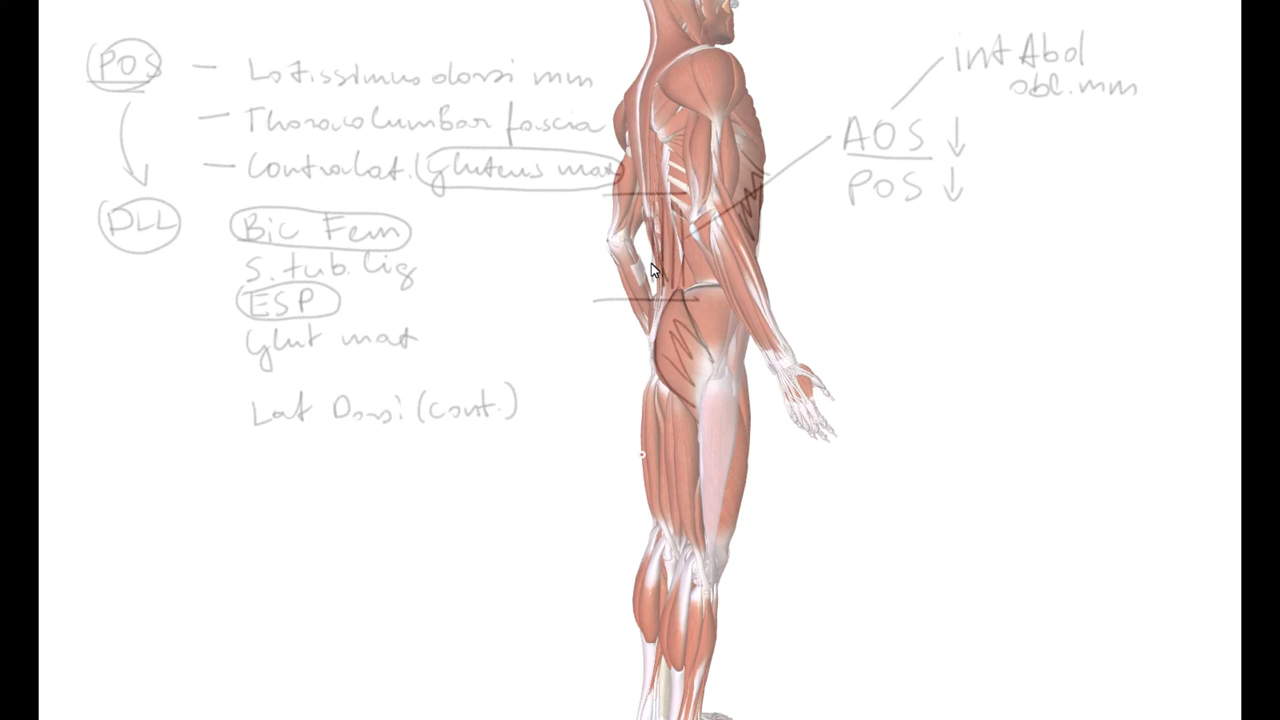 POS – Latissimus dorsi mm
– Thoracolumbar fascia
– Contralat. Gluteus max
DLL
Bic Fem
S. tub. lig
ESP
Glut max
Lat Dorsi (cont.)
int Abd
obl. mm
AOS ↓
POS ↓